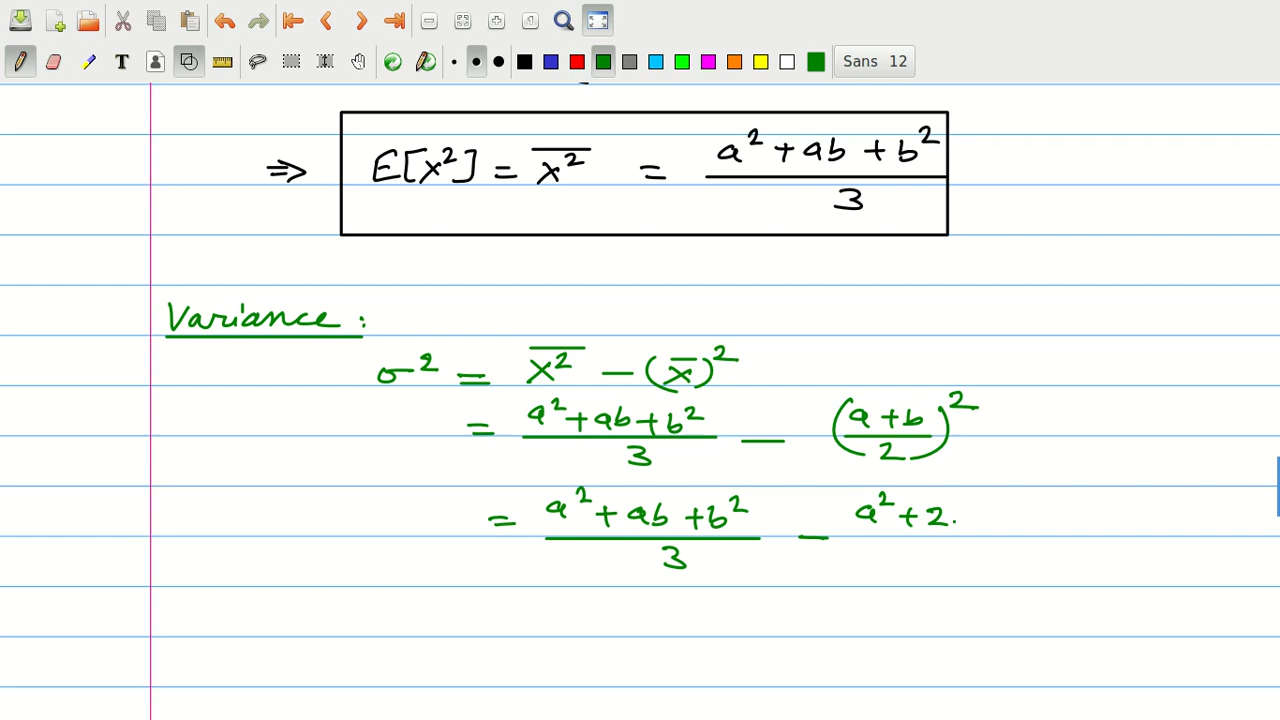 Sans 12
⇒ E[x²] = x̅²̅ = (a² + ab + b²)/3
Variance :
σ² = X̅²̅ − (x̅)²
= (a² + ab + b²)/3 − ((a + b)/2)²
= (a² + ab + b²)/3 − a² + 2.